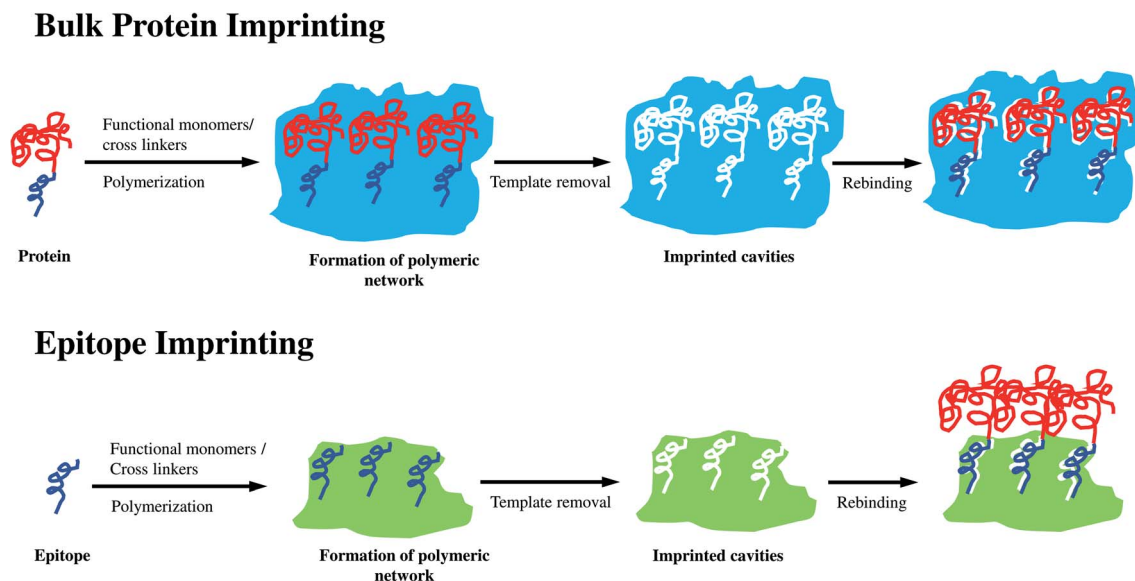 Bulk Protein Imprinting
Functional monomers/
cross linkers
Polymerization
Template removal
Rebinding
Protein
Formation of polymeric
network
Imprinted cavities
Epitope Imprinting
Functional monomers /
Cross linkers
Polymerization
Template removal
Rebinding
Epitope
Formation of polymeric
network
Imprinted cavities